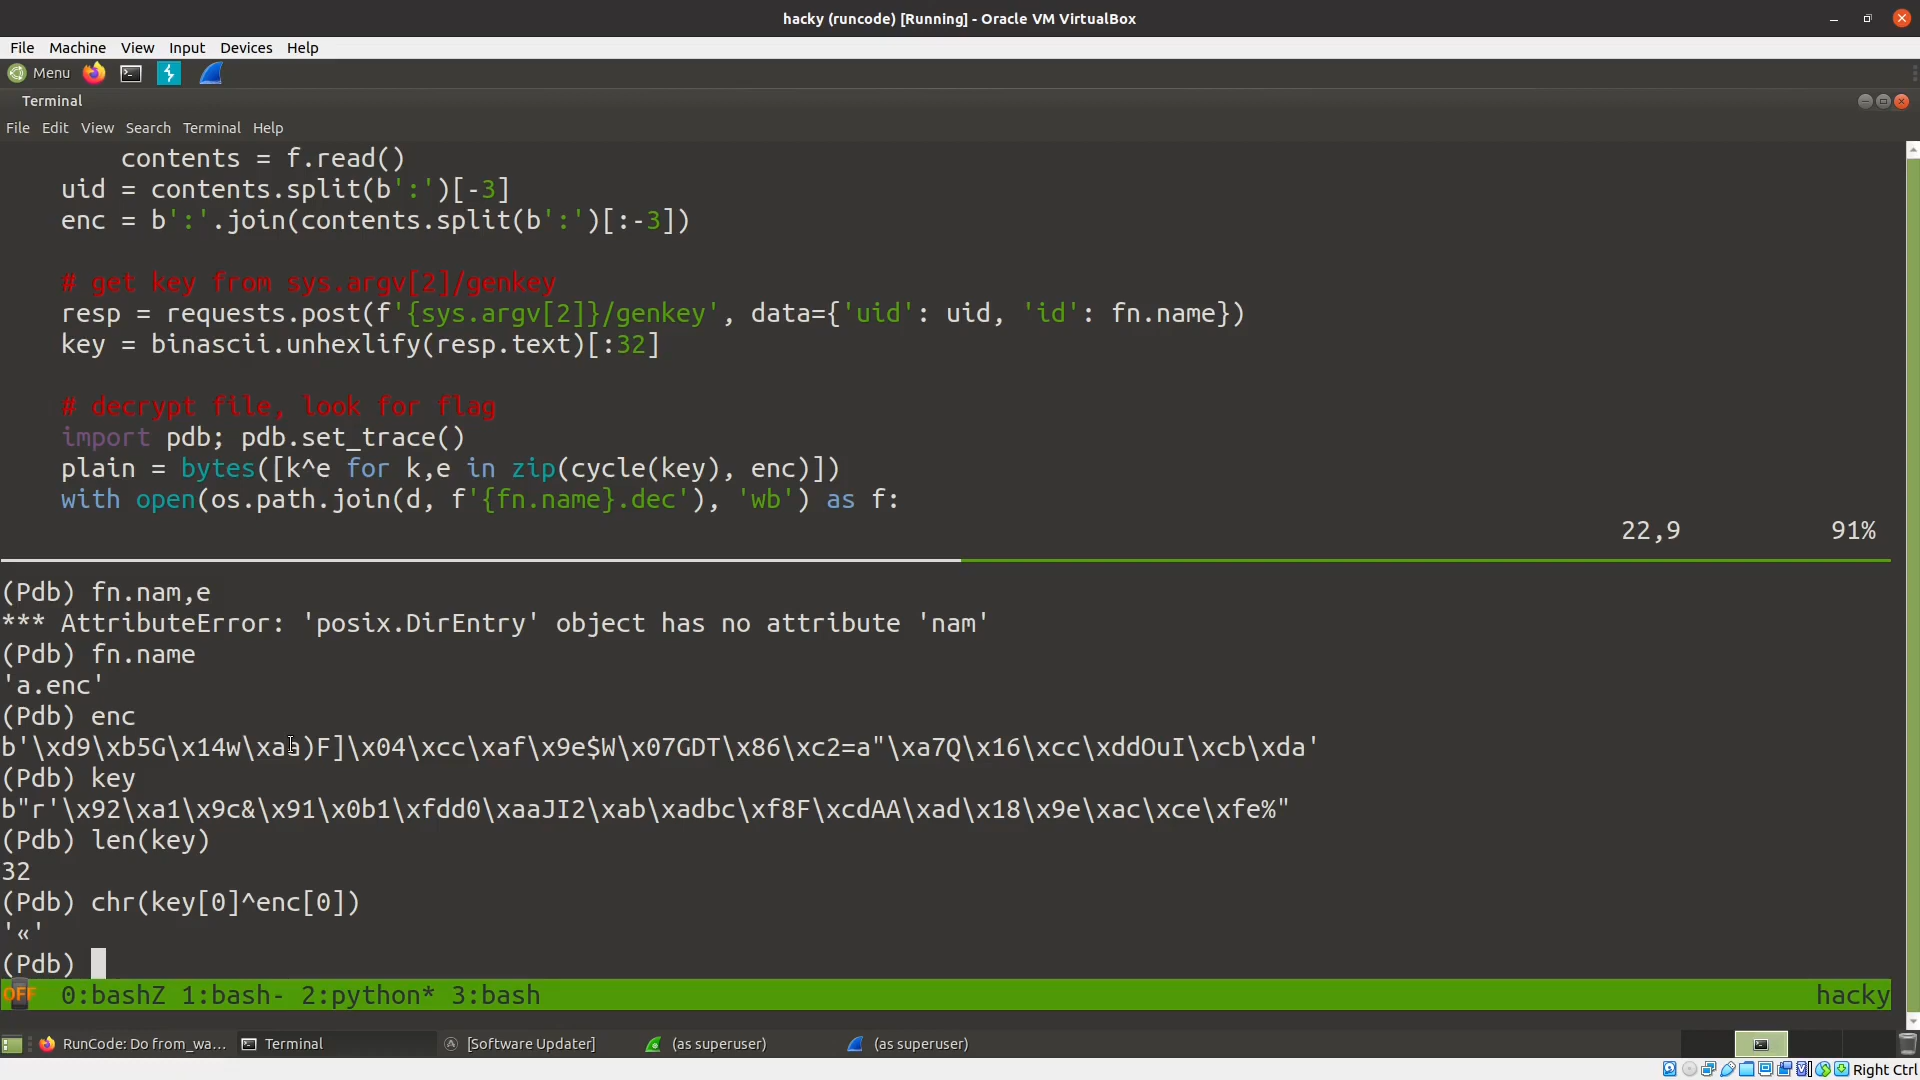 hacky (runcode) [Running] - Oracle VM VirtualBox
File Machine View Input Devices Help
Menu
Terminal
File Edit View Search Terminal Help
        contents = f.read()
    uid = contents.split(b':')[-3]
    enc = b':'.join(contents.split(b':')[:-3])
    # get key from sys.argv[2]/genkey
    resp = requests.post(f'{sys.argv[2]}/genkey', data={'uid': uid, 'id': fn.name})
    key = binascii.unhexlify(resp.text)[:32]
    # decrypt file, look for flag
    import pdb; pdb.set_trace()
    plain = bytes([k^e for k,e in zip(cycle(key), enc)])
    with open(os.path.join(d, f'{fn.name}.dec'), 'wb') as f:
22,9 91%
(Pdb) fn.nam,e
*** AttributeError: 'posix.DirEntry' object has no attribute 'nam'
(Pdb) fn.name
'a.enc'
(Pdb) enc
b'\xd9\xb5G\x14w\xaa)F]\x04\xcc\xaf\x9e$W\x07GDT\x86\xc2=a"\xa7Q\x16\xcc\xddOuI\xcb\xda'
(Pdb) key
b"r'\x92\xa1\x9c&\x91\x0b1\xfdd0\xaaJI2\xab\xadbc\xf8F\xcdAA\xad\x18\x9e\xac\xce\xfe%"
(Pdb) len(key)
32
(Pdb) chr(key[0]^enc[0])
'«'
(Pdb)
OFF 0:bashZ 1:bash- 2:python* 3:bash hacky
RunCode: Do from_wa... Terminal [Software Updater] (as superuser) (as superuser)
Right Ctrl